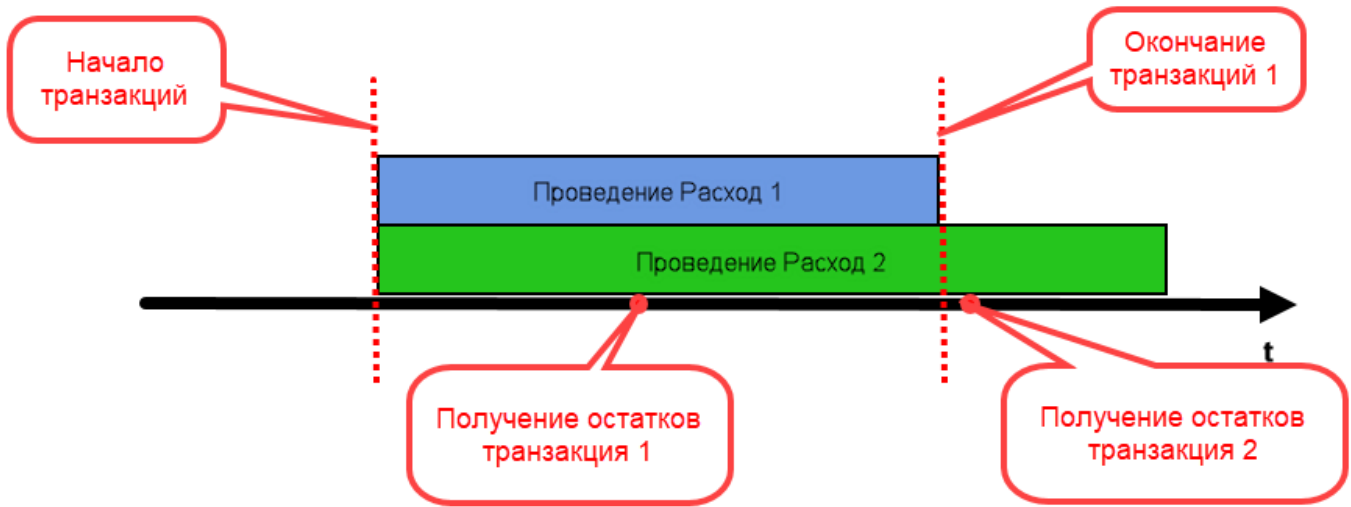 Начало
транзакций
Окончание
транзакций 1
Проведение Расход 1
Проведение Расход 2
t
Получение остатков
транзакция 1
Получение остатков
транзакция 2